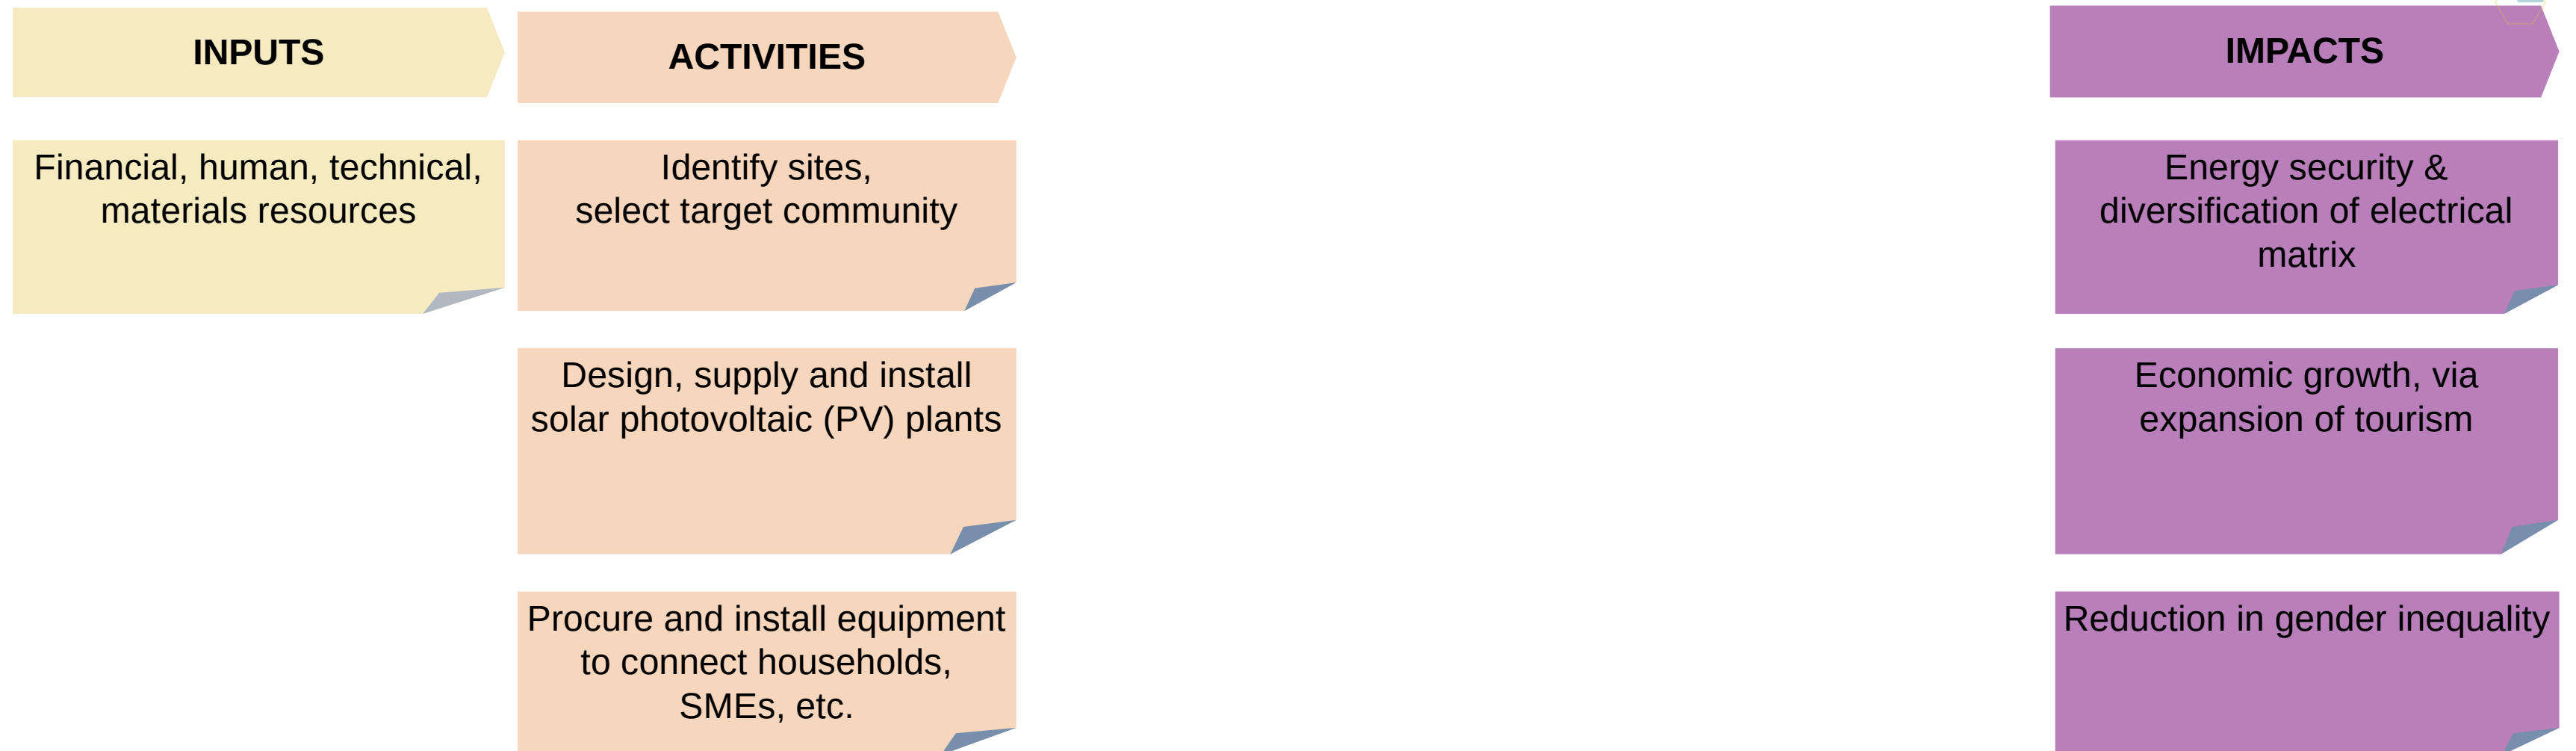 INPUTS
Financial, human, technical,
materials resources
ACTIVITIES
Identify sites,
select target community
Design, supply and install
solar photovoltaic (PV) plants
Procure and install equipment
to connect households,
SMEs, etc.
IMPACTS
Energy security &
diversification of electrical
matrix
Economic growth, via
expansion of tourism
Reduction in gender inequality